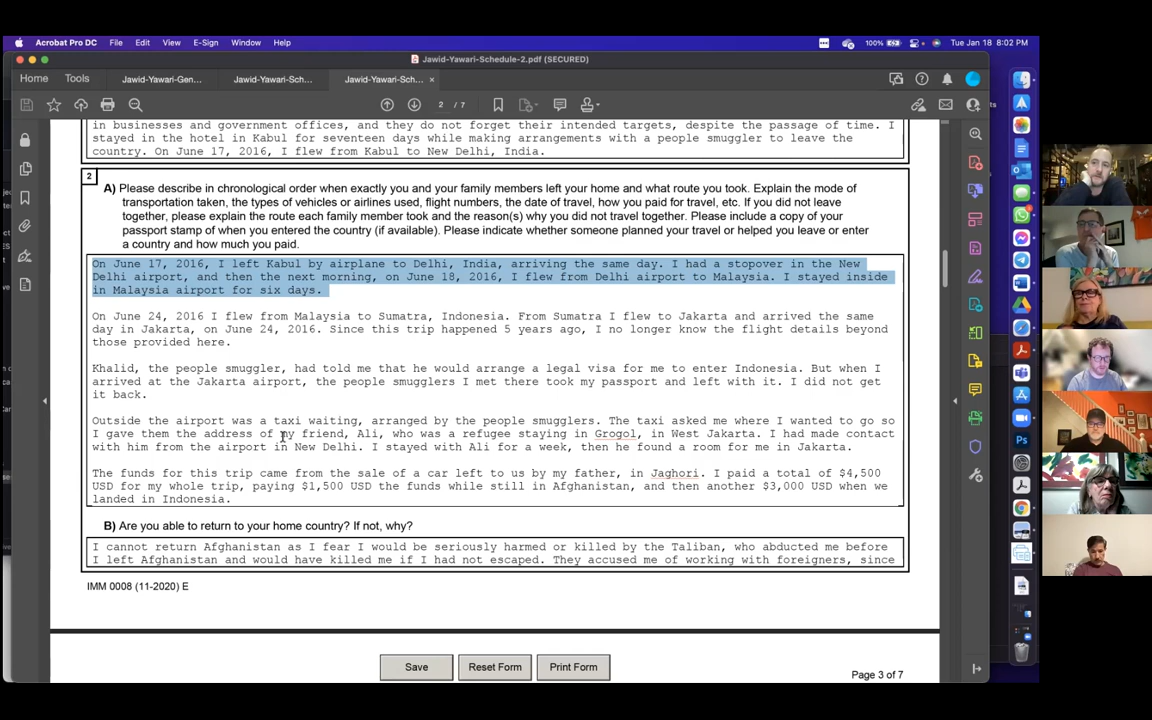 Acrobat Pro DC File Edit View E-Sign Window Help 100% Tue Jan 18 8:02 PM
Jawid-Yawari-Schedule-2.pdf (SECURED)
Home Tools Jawid-Yawari-Gen... Jawid-Yawari-Sch... Jawid-Yawari-Sch... ×
2 / 7
in businesses and government offices, and they do not forget their intended targets, despite the passage of time. I
stayed in the hotel in Kabul for seventeen days while making arrangements with a people smuggler to leave the
country. On June 17, 2016, I flew from Kabul to New Delhi, India.
2
A) Please describe in chronological order when exactly you and your family members left your home and what route you took. Explain the mode of
transportation taken, the types of vehicles or airlines used, flight numbers, the date of travel, how you paid for travel, etc. If you did not leave
together, please explain the route each family member took and the reason(s) why you did not travel together. Please include a copy of your
passport stamp of when you entered the country (if available). Please indicate whether someone planned your travel or helped you leave or enter
a country and how much you paid.
On June 17, 2016, I left Kabul by airplane to Delhi, India, arriving the same day. I had a stopover in the New
Delhi airport, and then the next morning, on June 18, 2016, I flew from Delhi airport to Malaysia. I stayed inside
in Malaysia airport for six days.
On June 24, 2016 I flew from Malaysia to Sumatra, Indonesia. From Sumatra I flew to Jakarta and arrived the same
day in Jakarta, on June 24, 2016. Since this trip happened 5 years ago, I no longer know the flight details beyond
those provided here.
Khalid, the people smuggler, had told me that he would arrange a legal visa for me to enter Indonesia. But when I
arrived at the Jakarta airport, the people smugglers I met there took my passport and left with it. I did not get
it back.
Outside the airport was a taxi waiting, arranged by the people smugglers. The taxi asked me where I wanted to go so
I gave them the address of my friend, Ali, who was a refugee staying in Grogol, in West Jakarta. I had made contact
with him from the airport in New Delhi. I stayed with Ali for a week, then he found a room for me in Jakarta.
The funds for this trip came from the sale of a car left to us by my father, in Jaghori. I paid a total of $4,500
USD for my whole trip, paying $1,500 USD the funds while still in Afghanistan, and then another $3,000 USD when we
landed in Indonesia.
B) Are you able to return to your home country? If not, why?
I cannot return Afghanistan as I fear I would be seriously harmed or killed by the Taliban, who abducted me before
I left Afghanistan and would have killed me if I had not escaped. They accused me of working with foreigners, since
IMM 0008 (11-2020) E
Save Reset Form Print Form
Page 3 of 7